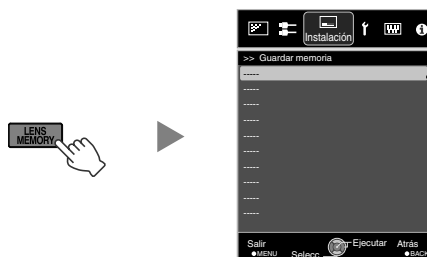 LENS
MEMORY
Instalación
>> Guardar memoria
-----
-----
-----
-----
-----
-----
-----
-----
-----
-----
Salir
Ejecutar
Atrás
●MENU
Selecc.
●BACK